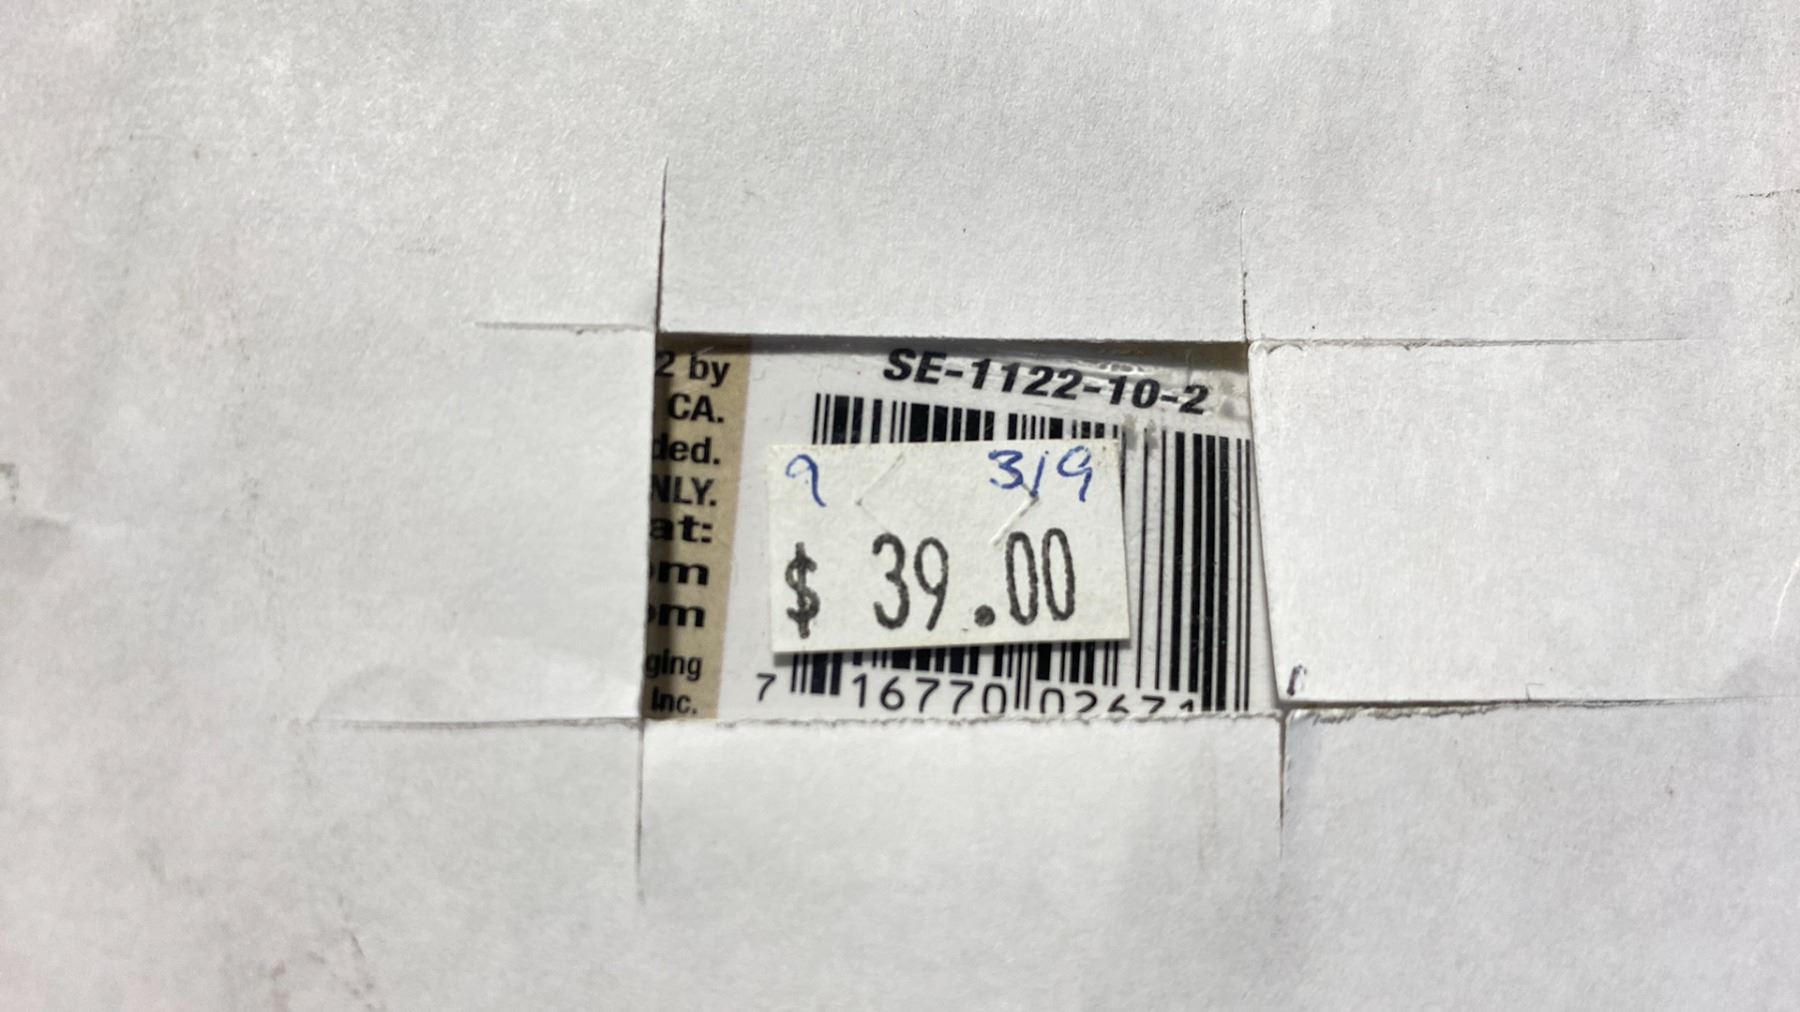 2 by
CA.
ded.
NLY.
at:
om
om
ging
Inc.
SE-1122-10-2
9 3/9
$ 39.00
7 16770 02671